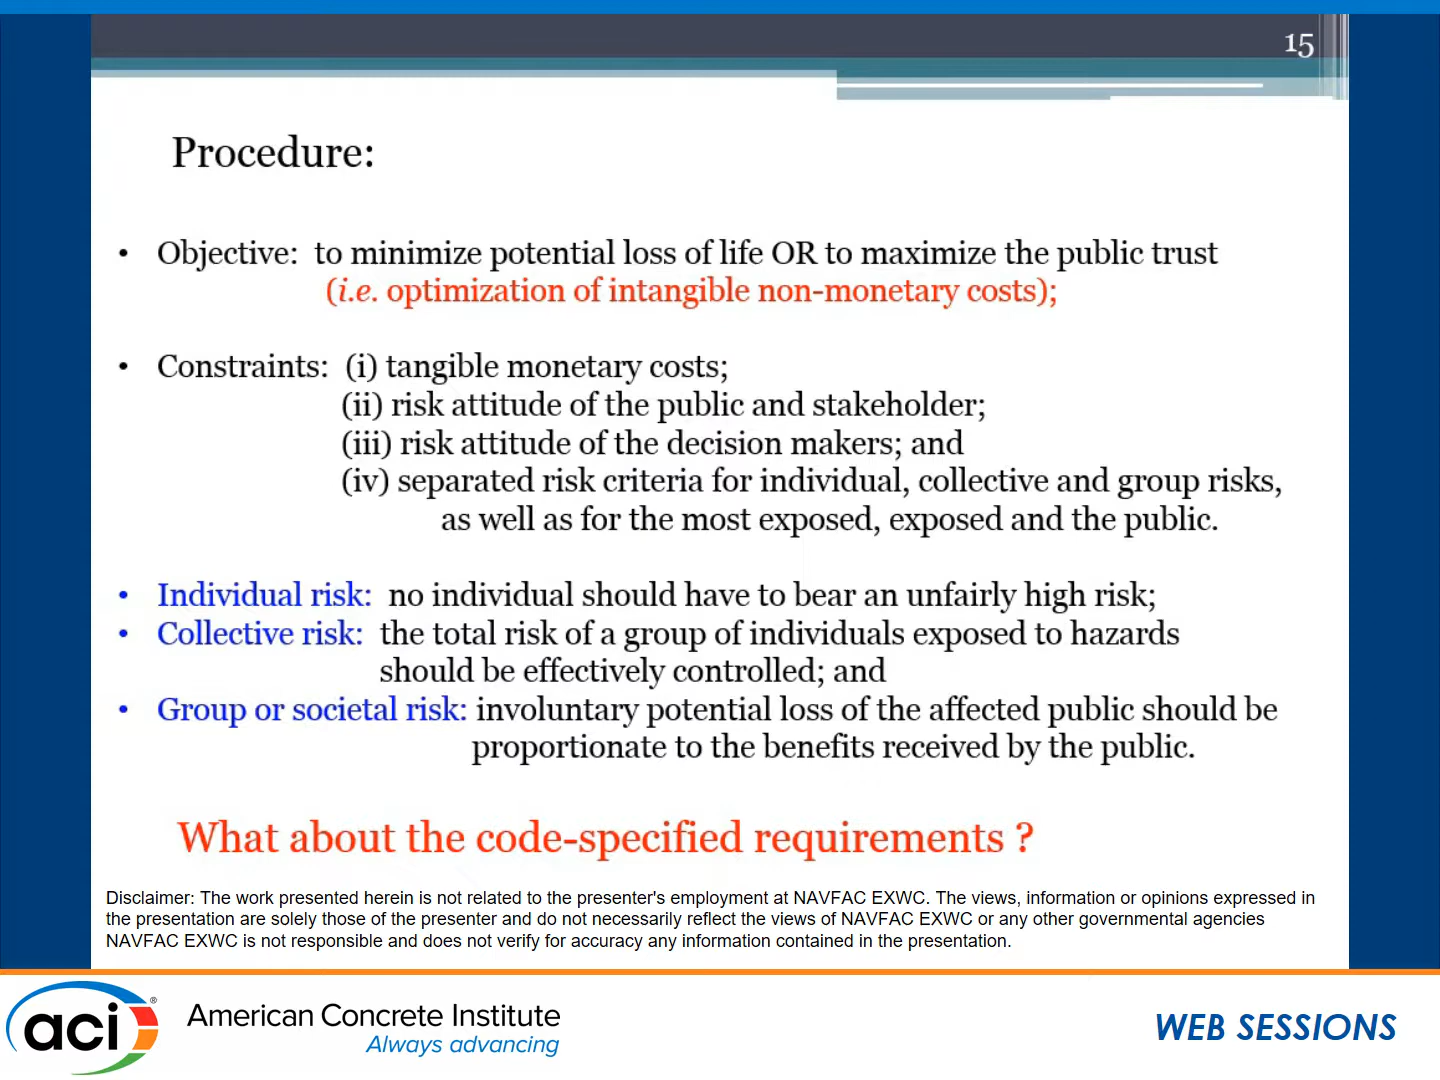 15
Procedure:
• Objective: to minimize potential loss of life OR to maximize the public trust
(i.e. optimization of intangible non-monetary costs);
• Constraints: (i) tangible monetary costs;
(ii) risk attitude of the public and stakeholder;
(iii) risk attitude of the decision makers; and
(iv) separated risk criteria for individual, collective and group risks,
as well as for the most exposed, exposed and the public.
• Individual risk: no individual should have to bear an unfairly high risk;
• Collective risk: the total risk of a group of individuals exposed to hazards
should be effectively controlled; and
• Group or societal risk: involuntary potential loss of the affected public should be
proportionate to the benefits received by the public.
What about the code-specified requirements ?
Disclaimer: The work presented herein is not related to the presenter's employment at NAVFAC EXWC. The views, information or opinions expressed in
the presentation are solely those of the presenter and do not necessarily reflect the views of NAVFAC EXWC or any other governmental agencies
NAVFAC EXWC is not responsible and does not verify for accuracy any information contained in the presentation.
aci®
American Concrete Institute
Always advancing
WEB SESSIONS